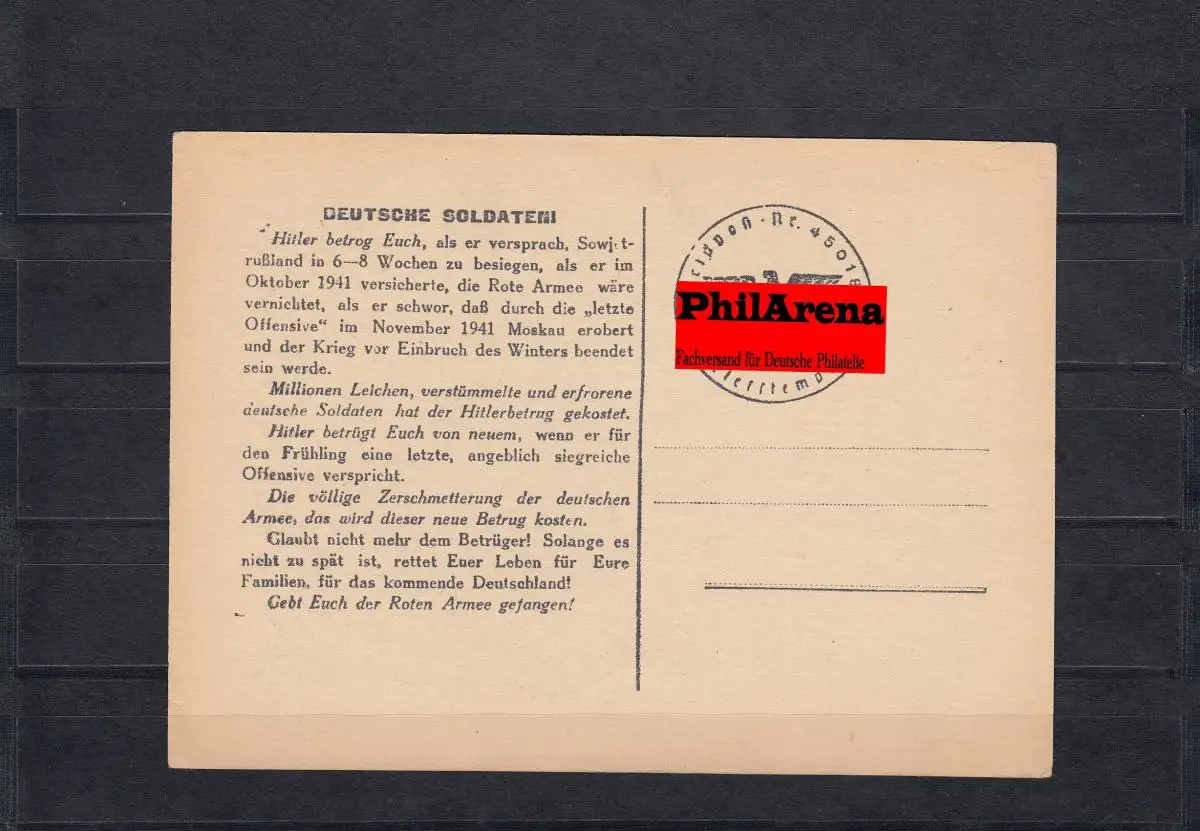 DEUTSCHE SOLDATEN!
Hitler betrog Euch, als er versprach, Sowjet-
rußland in 6—8 Wochen zu besiegen, als er im
Oktober 1941 versicherte, die Rote Armee wäre
vernichtet, als er schwor, daß durch die „letzte
Offensive“ im November 1941 Moskau erobert
und der Krieg vor Einbruch des Winters beendet
sein werde.
Millionen Leichen, verstümmelte und erfrorene
deutsche Soldaten hat der Hitlerbetrug gekostet.
Hitler betrügt Euch von neuem, wenn er für
den Frühling eine letzte, angeblich siegreiche
Offensive verspricht.
Die völlige Zerschmetterung der deutschen
Armee, das wird dieser neue Betrug kosten.
Glaubt nicht mehr dem Betrüger! Solange es
nicht zu spät ist, rettet Euer Leben für Eure
Familien, für das kommende Deutschland!
Gebt Euch der Roten Armee gefangen!
Nr. 45018
PhilArena
Fachversand für Deutsche Philatelie